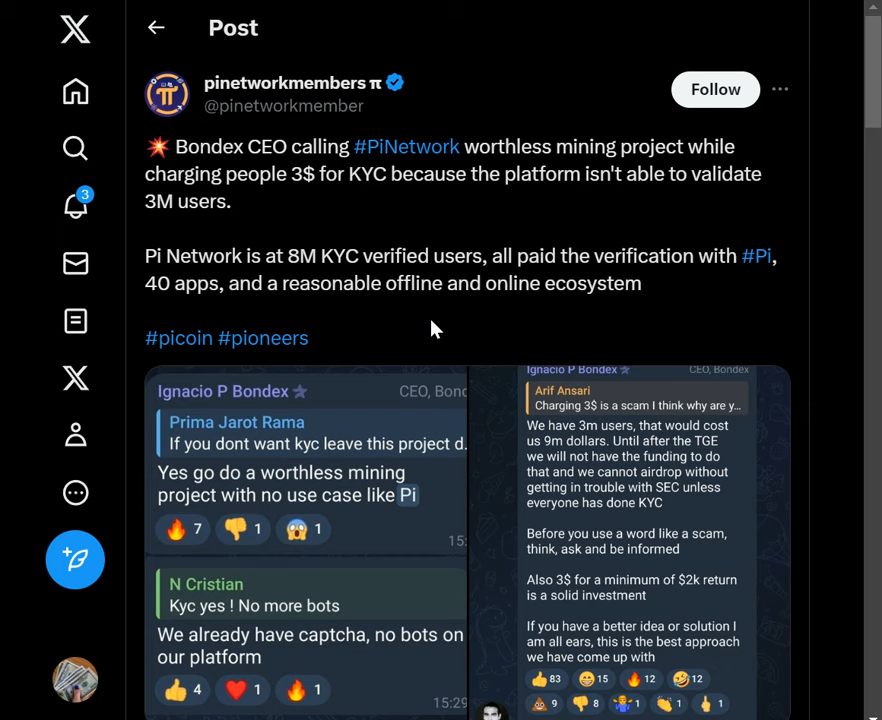 Post
pinetworkmembers π
@pinetworkmember
Follow
💥 Bondex CEO calling #PiNetwork worthless mining project while
charging people 3$ for KYC because the platform isn't able to validate
3M users.
Pi Network is at 8M KYC verified users, all paid the verification with #Pi,
40 apps, and a reasonable offline and online ecosystem
#picoin #pioneers
3
Ignacio P Bondex CEO, Bond
Prima Jarot Rama
If you dont want kyc leave this project d.
Yes go do a worthless mining
project with no use case like Pi
🔥 7 👎 1 😱 1
15:
N Cristian
Kyc yes ! No more bots
We already have captcha, no bots on
our platform
👍 4 ❤️ 1 🔥 1
15:29
Ignacio P Bondex CEO, Bondex
Arif Ansari
Charging 3$ is a scam I think why are y...
We have 3m users, that would cost
us 9m dollars. Until after the TGE
we will not have the funding to do
that and we cannot airdrop without
getting in trouble with SEC unless
everyone has done KYC
Before you use a word like a scam,
think, ask and be informed
Also 3$ for a minimum of $2k return
is a solid investment
If you have a better idea or solution I
am all ears, this is the best approach
we have come up with
👍 83 😁 15 🔥 12 🤣 12
💩 9 👎 8 🤷‍♂️ 1 👏 1 🖕 1